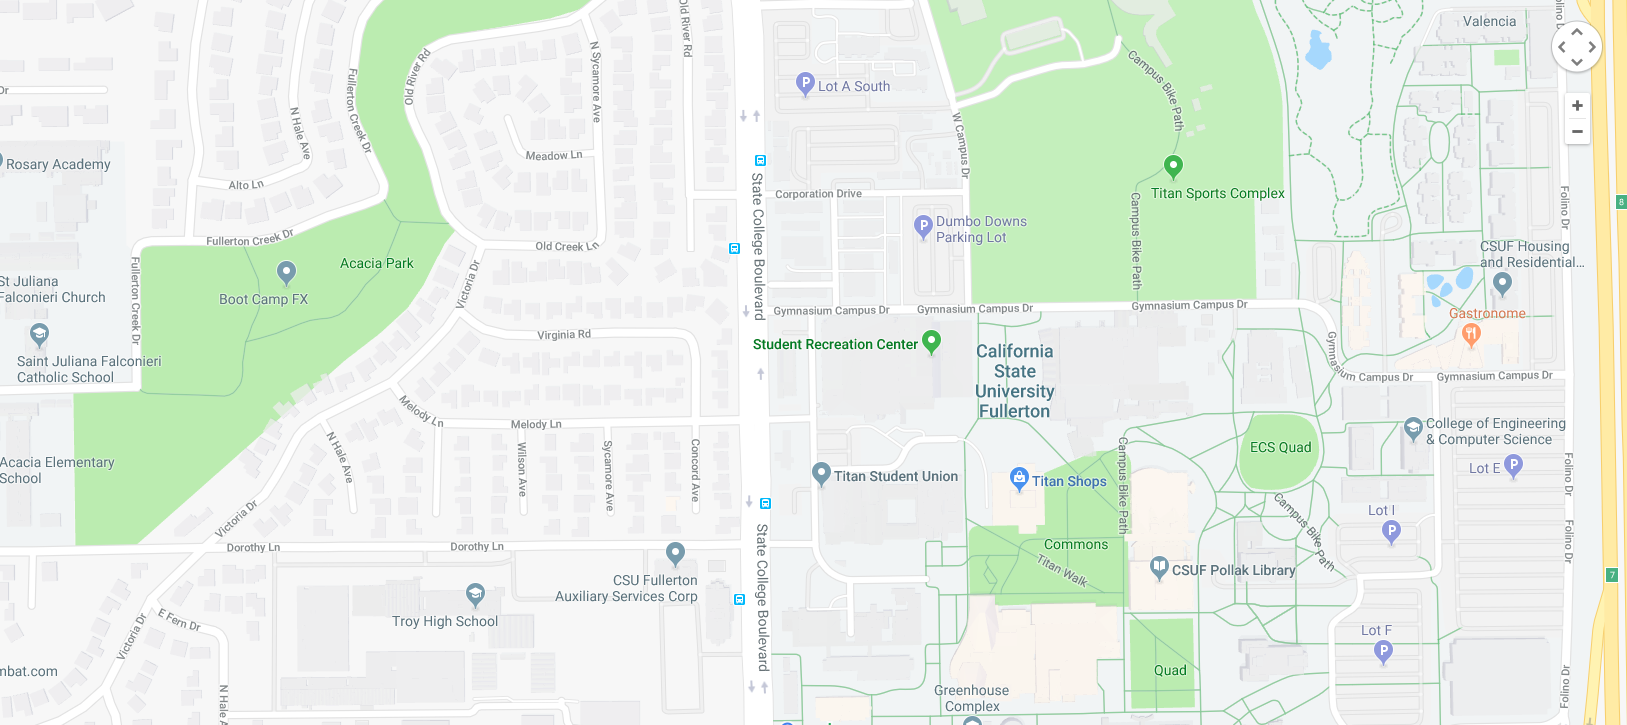 Valencia
Old River Rd
Folino Dr
N Sycamore Ave
Old River Rd
Campus Bike Path
Fullerton Creek Dr
Lot A South
N Hale Ave
W Campus Dr
Meadow Ln
Rosary Academy
Alto Ln
Titan Sports Complex
Corporation Drive
State College Boulevard
Campus Bike Path
Folino Dr
8
Dumbo Downs
Parking Lot
Fullerton Creek Dr
Old Creek Ln
CSUF Housing
and Residential...
Acacia Park
Victoria Dr
Fullerton Creek Dr
St Juliana
Falconieri Church
Boot Camp FX
Gymnasium Campus Dr
Gymnasium Campus Dr
Gymnasium Campus Dr
Gastronome
Virginia Rd
Student Recreation Center
California
State
University
Fullerton
Gymnasium Campus Dr
Gymnasium Campus Dr
Saint Juliana Falconieri
Catholic School
Melody Ln
Melody Ln
College of Engineering
& Computer Science
ECS Quad
N Hale Ave
Wilson Ave
Sycamore Ave
Concord Ave
Campus Bike Path
Acacia Elementary
School
Titan Student Union
Titan Shops
Lot E
Folino Dr
Lot I
Victoria Dr
Campus Bike Path
Dorothy Ln
Dorothy Ln
State College Boulevard
Commons
Titan Walk
CSUF Pollak Library
Folino Dr
7
CSU Fullerton
Auxiliary Services Corp
Troy High School
E Fern Dr
Victoria Dr
Lot F
mbat.com
Quad
Greenhouse
Complex
N Hale A